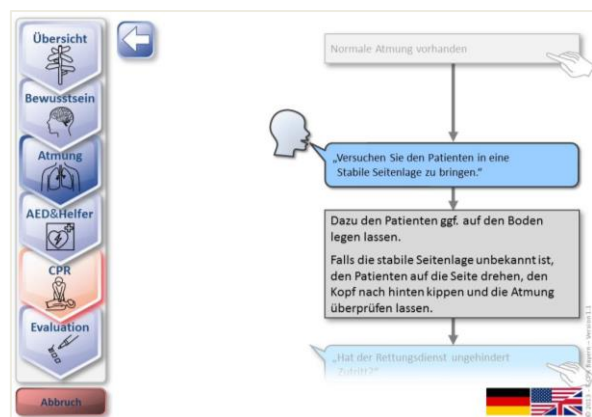 Übersicht
Bewusstsein
Atmung
AED&Helfer
CPR
Evaluation
Abbruch
Normale Atmung vorhanden
„Versuchen Sie den Patienten in eine
Stabile Seitenlage zu bringen.“
Dazu den Patienten ggf. auf den Boden
legen lassen.
Falls die stabile Seitenlage unbekannt ist,
den Patienten auf die Seite drehen, den
Kopf nach hinten kippen und die Atmung
überprüfen lassen.
„Hat der Rettungsdienst ungehindert
Zutritt?“